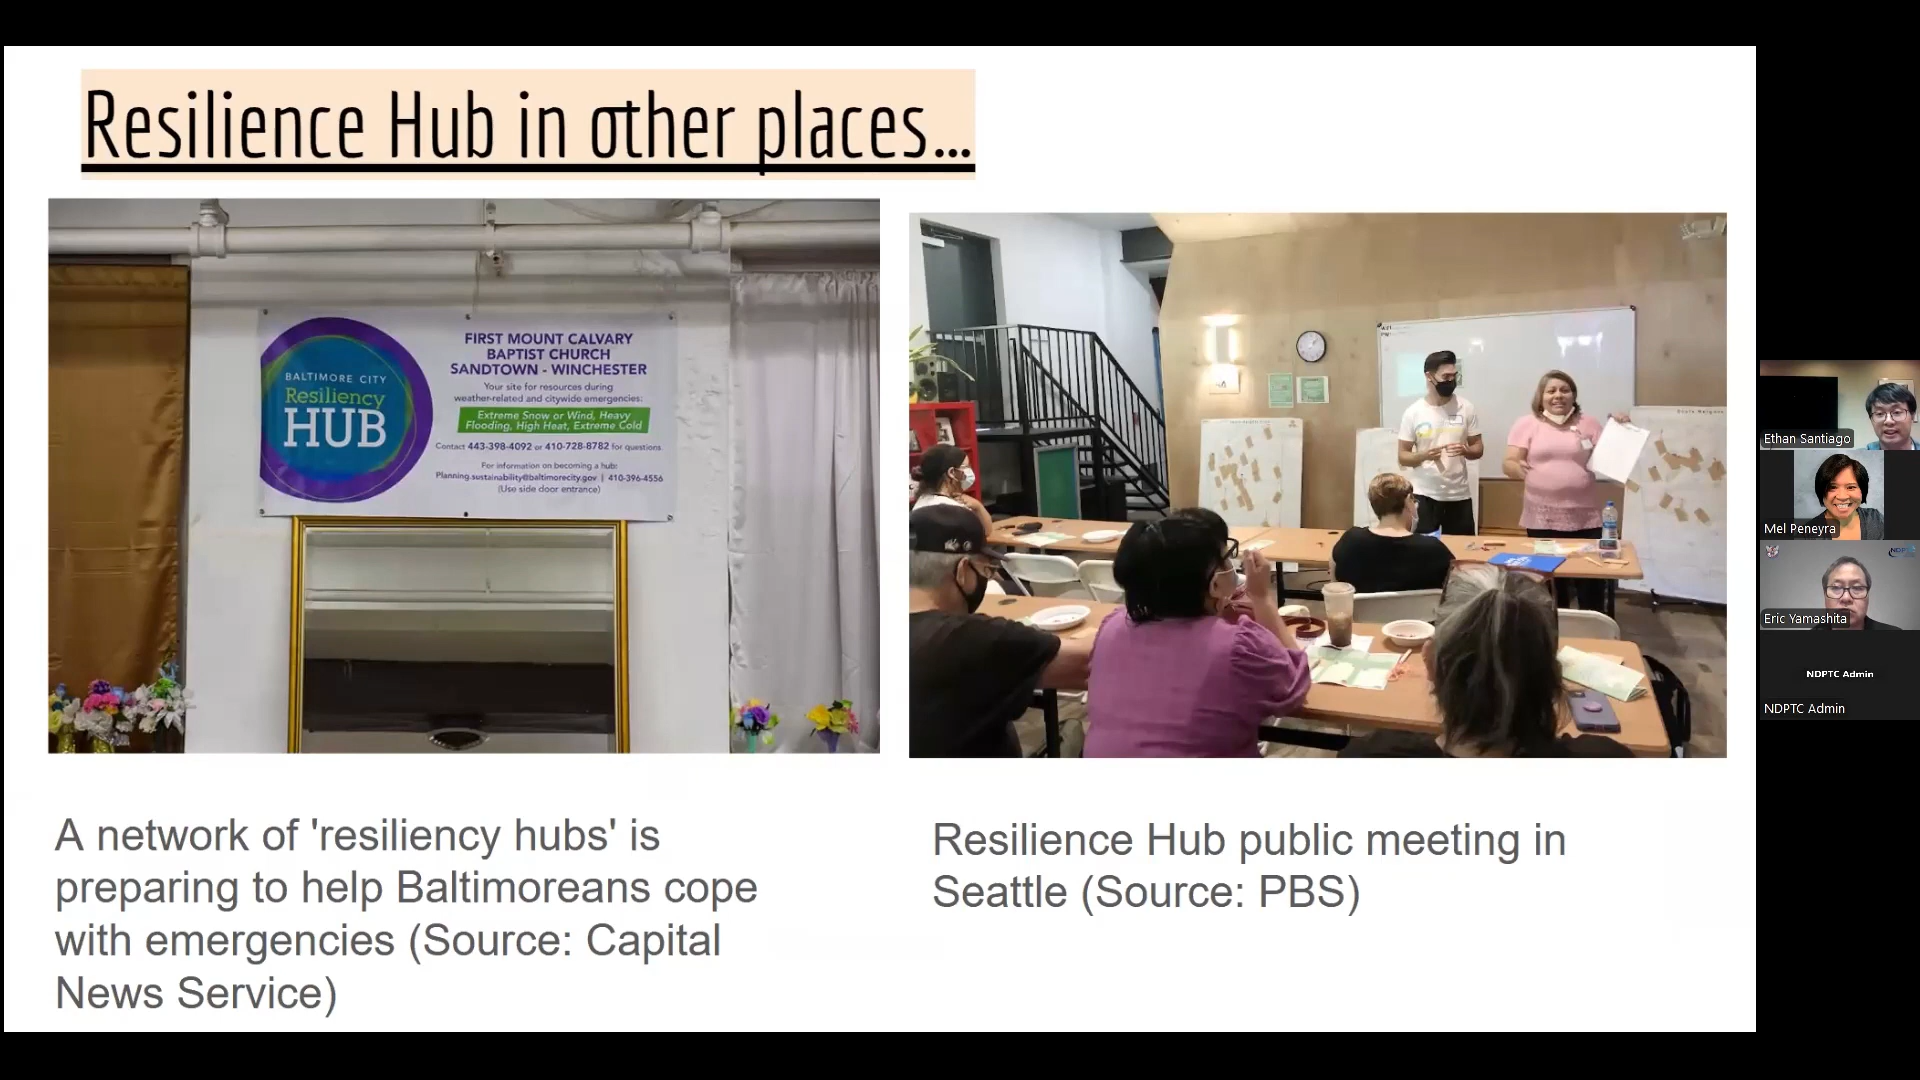 Resilience Hub in other places...
BALTIMORE CITY
Resiliency
HUB
FIRST MOUNT CALVARY
BAPTIST CHURCH
SANDTOWN - WINCHESTER
Your site for resources during
weather-related and citywide emergencies:
Extreme Snow or Wind, Heavy
Flooding, High Heat, Extreme Cold
Contact 443-398-4092 or 410-728-8782 for questions.
For information on becoming a hub:
Planning.sustainability@baltimorecity.gov | 410-396-4556
(Use side door entrance)
A network of 'resiliency hubs' is
preparing to help Baltimoreans cope
with emergencies (Source: Capital
News Service)
Resilience Hub public meeting in
Seattle (Source: PBS)
Ethan Santiago
Mel Peneyra
Eric Yamashita
NDPTC Admin
NDPTC Admin